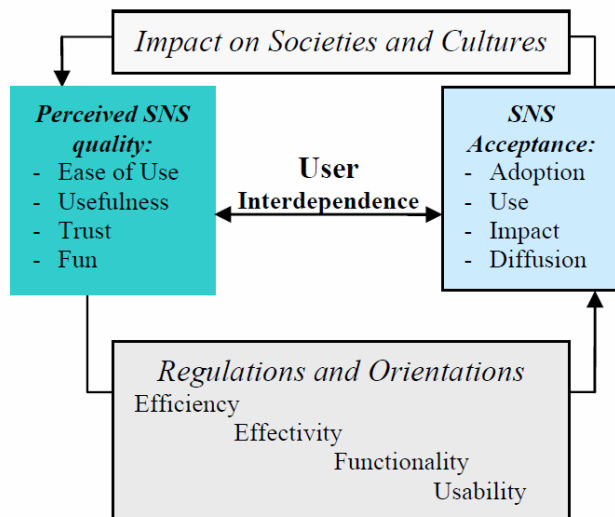 Impact on Societies and Cultures
Perceived SNS
quality:
- Ease of Use
- Usefulness
- Trust
- Fun
User
Interdependence
SNS
Acceptance:
- Adoption
- Use
- Impact
- Diffusion
Regulations and Orientations
Efficiency
Effectivity
Functionality
Usability